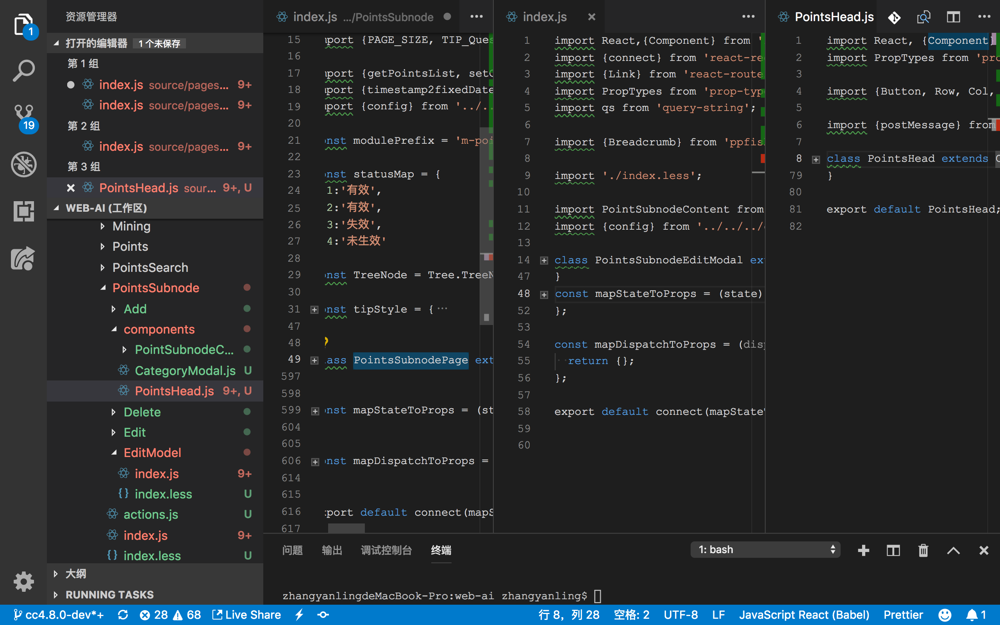 资源管理器
1
打开的编辑器 1 个未保存
第 1 组
index.js source/pages... 9+
index.js source/pages... 9+
第 2 组
index.js source/pages... 9+
第 3 组
PointsHead.js sour... 9+, U
WEB-AI (工作区)
Mining
Points
PointsSearch
PointsSubnode
Add
components
PointSubnodeC...
CategoryModal.js U
PointsHead.js 9+, U
Delete
Edit
EditModel
index.js 9+
index.less U
actions.js U
index.js 9+
index.less U
大纲
RUNNING TASKS
19
index.js .../PointsSubnode
15 port {PAGE_SIZE, TIP_Ques
16
17 port {getPointsList, set
18 port {timestamp2fixedDate
19 port {config} from '../..
20
21 nst modulePrefix = 'm-poi
22
23 nst statusMap = {
24 1:'有效',
25 2:'有效',
26 3:'失效',
27 4:'未生效'
28
29 nst TreeNode = Tree.TreeN
30
31 nst tipStyle = {...
47
48
49 ass PointsSubnodePage ext
597
598
599 nst mapStateToProps = (st
604
605
606 nst mapDispatchToProps =
614
615
616 port default connect(mapS
617
index.js
1 import React,{Component} from '
2 import {connect} from 'react-re
3 import {Link} from 'react-route
4 import PropTypes from 'prop-typ
5 import qs from 'query-string';
6
7 import {Breadcrumb} from 'ppfis
8
9 import './index.less';
10
11 import PointSubnodeContent from
12 import {config} from '../../../
13
14 class PointsSubnodeEditModal ex
47 }
48 const mapStateToProps = (state)
52 };
53
54 const mapDispatchToProps = (disp
55 return {};
56 };
57
58 export default connect(mapState
59
60
PointsHead.js
1 import React, {Component}
2 import PropTypes from 'pro
3
4 import {Button, Row, Col,
5
6 import {postMessage} from
7
8 class PointsHead extends C
79 }
80
81 export default PointsHead;
82
问题 输出 调试控制台 终端 1: bash
zhangyanlingdeMacBook-Pro:web-ai zhangyanling$
cc4.8.0-dev*+ 28 68 Live Share 行 8，列 28 空格: 2 UTF-8 LF JavaScript React (Babel) Prettier 1